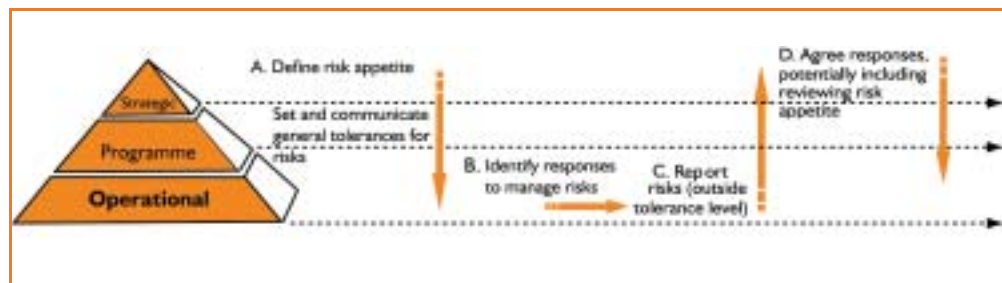 Strategic
Programme
Operational
A. Define risk appetite
Set and communicate
general tolerances for
risks
B. Identify responses
to manage risks
C. Report
risks (outside
tolerance level)
D. Agree responses,
potentially including
reviewing risk
appetite